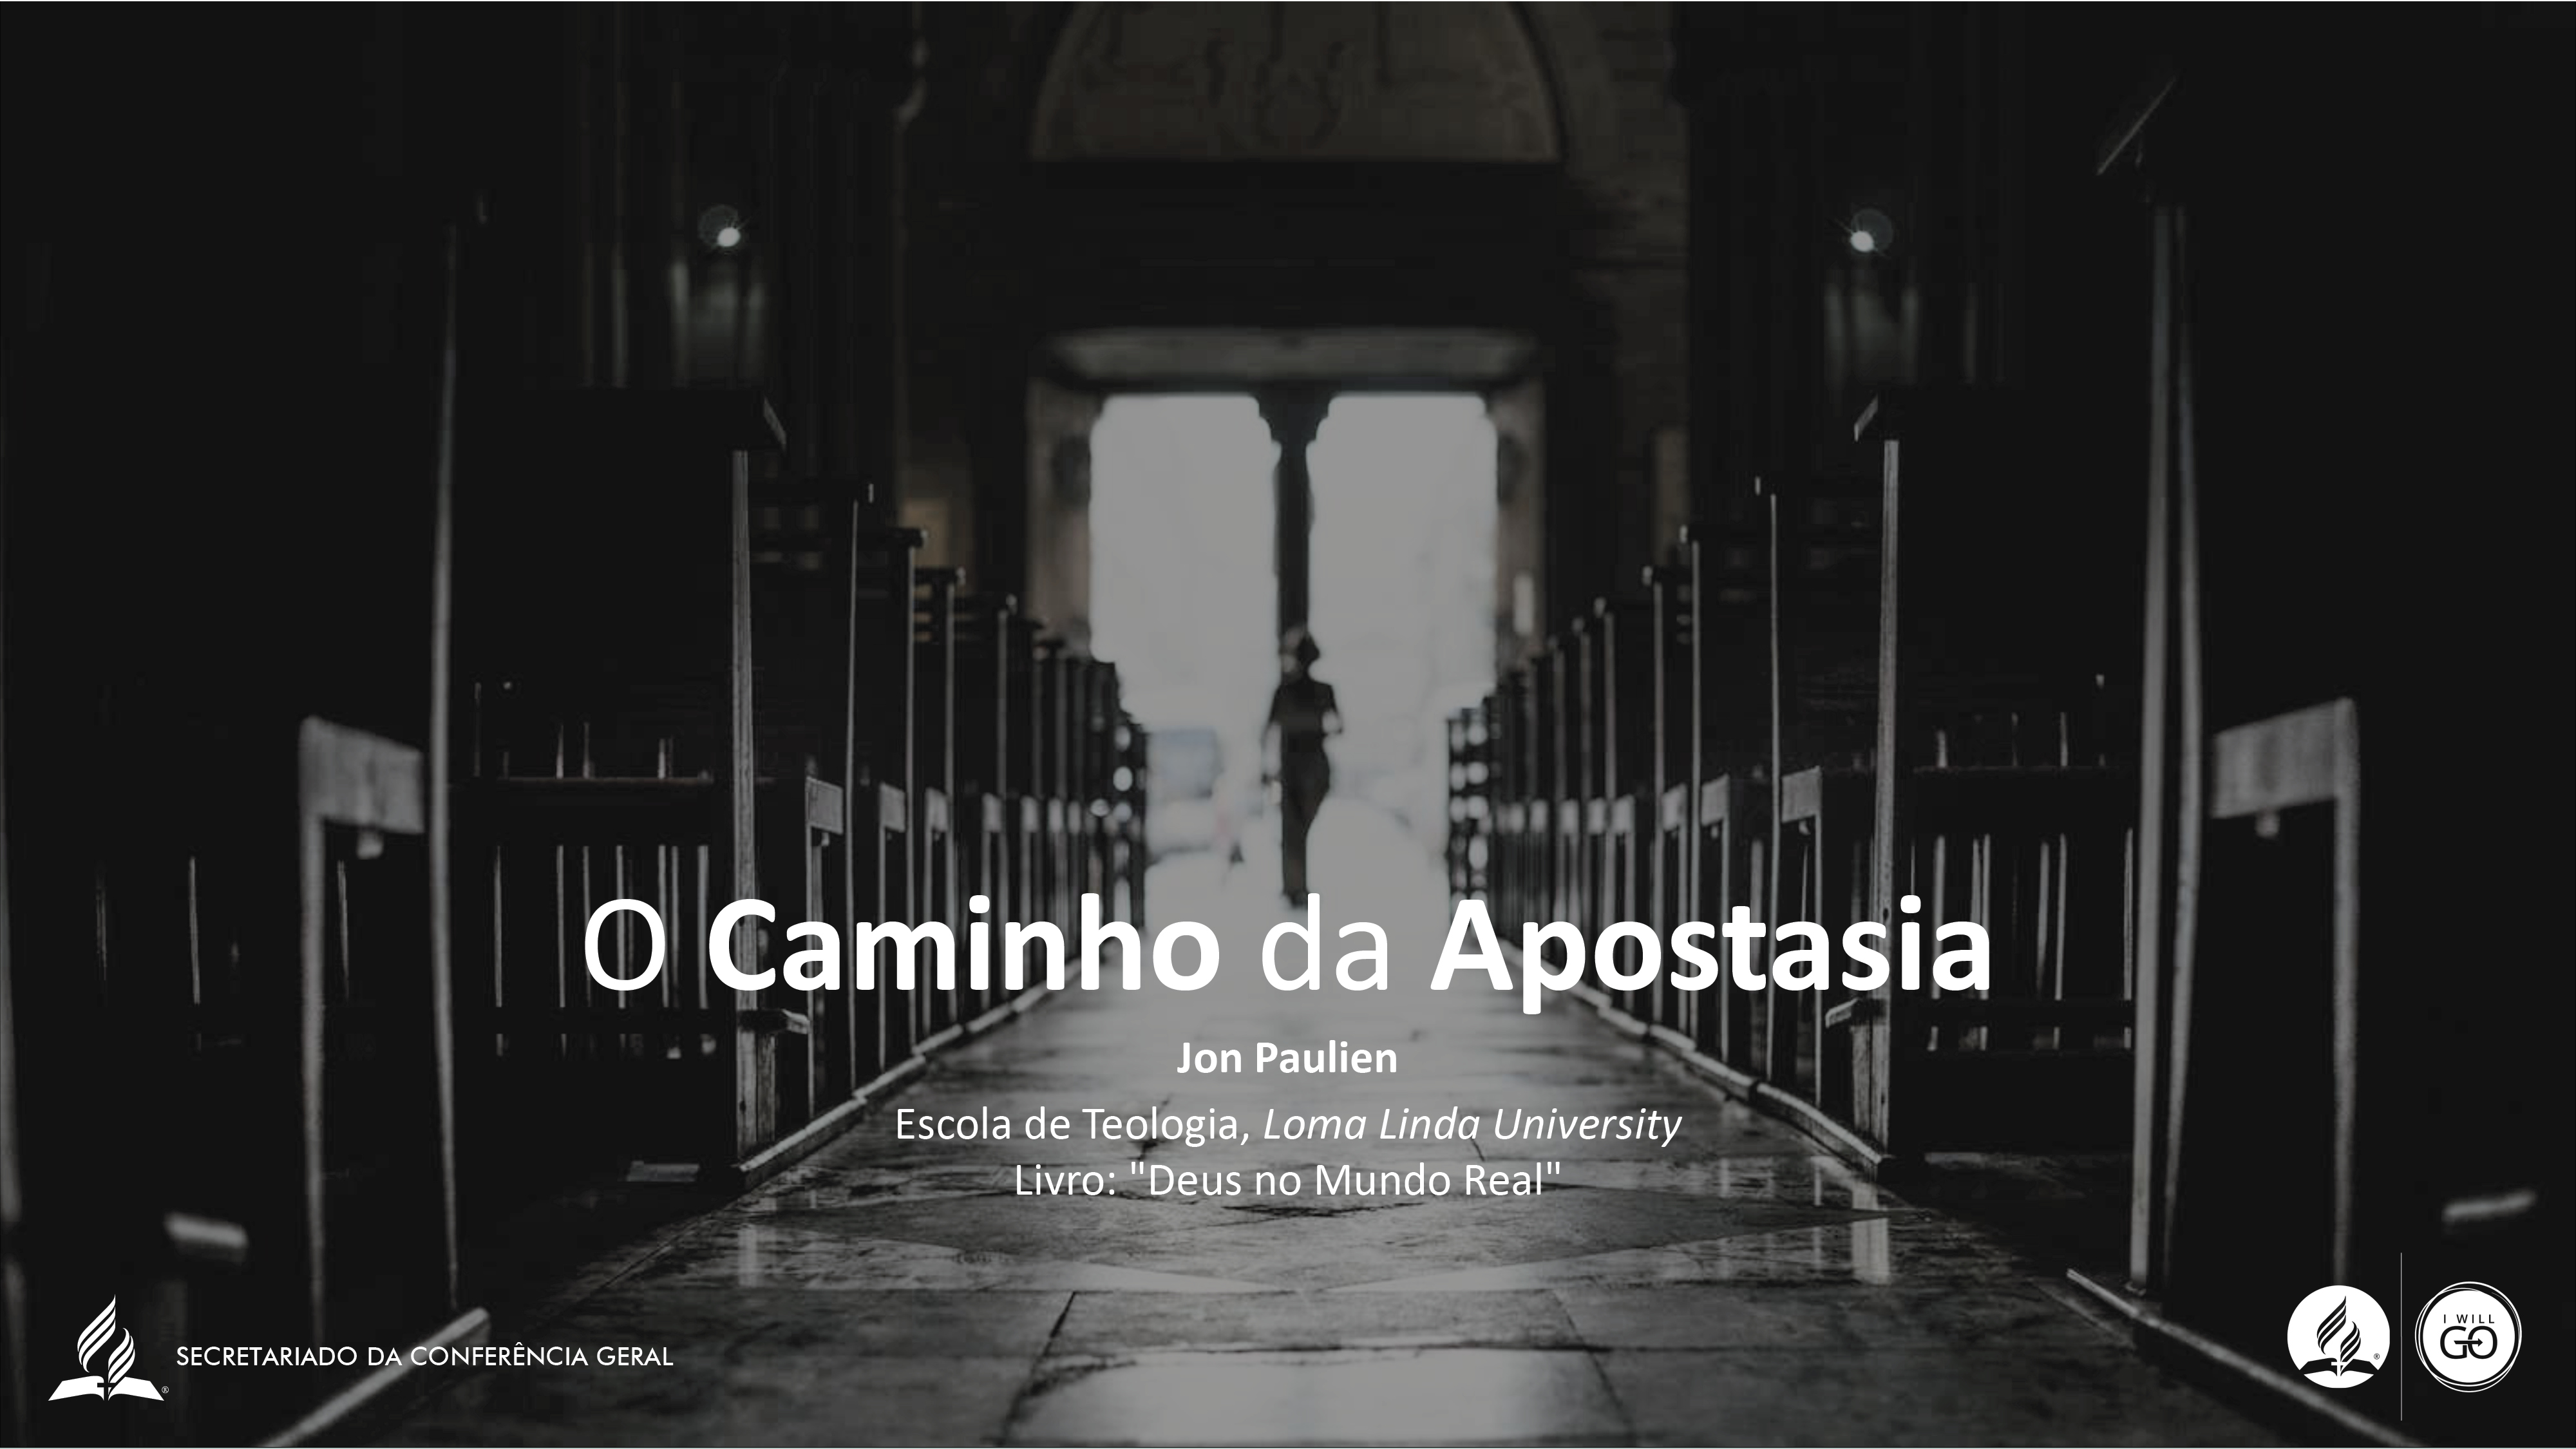 O Caminho da Apostasia
Jon Paulien
Escola de Teologia, Loma Linda University
Livro: "Deus no Mundo Real"
SECRETARIADO DA CONFERÊNCIA GERAL
I WILL
GO